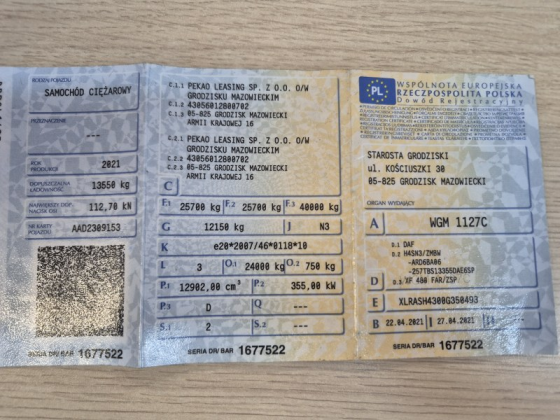 RODZAJ POJAZDU
SAMOCHÓD CIĘŻAROWY
PRZEZNACZENIE
---
ROK PRODUKCJI
2021
DOPUSZCZALNA ŁADOWNOŚĆ
13550 kg
NAJWIĘKSZY DOP. NACISK OSI
112,70 kN
NR KARTY POJAZDU
AAD2309153
SERIA DR/BAR 1677522
C.1.1 PEKAO LEASING SP. Z O.O. O/W
GRODZISKU MAZOWIECKIM
C.1.2 43056012800702
C.1.3 05-825 GRODZISK MAZOWIECKI
ARMII KRAJOWEJ 16
C.2.1 PEKAO LEASING SP. Z O.O. O/W
GRODZISKU MAZOWIECKIM
C.2.2 43056012800702
C.2.3 05-825 GRODZISK MAZOWIECKI
ARMII KRAJOWEJ 16
C
F.1 25700 kg F.2 25700 kg F.3 40000 kg
G 12150 kg J N3
K e20*2007/46*0118*10
L 3 O.1 24000 kg O.2 750 kg
P.1 12902,00 cm³ P.2 355,00 kW
P.3 D Q ---
S.1 2 S.2 ---
SERIA DR/BAR 1677522
PL
WSPÓLNOTA EUROPEJSKA
RZECZPOSPOLITA POLSKA
Dowód Rejestracyjny
STAROSTA GRODZISKI
ul. KOŚCIUSZKI 30
05-825 GRODZISK MAZOWIECKI
ORGAN WYDAJĄCY
A WGM 1127C
D.1 DAF
D.2 H4SN3/ZMBW
-ARD6BA06
D D.3 XF 480 FAR/ZSP
E XLRASH4300G350493
B 22.04.2021 I 27.04.2021
SERIA DR/BAR 1677522